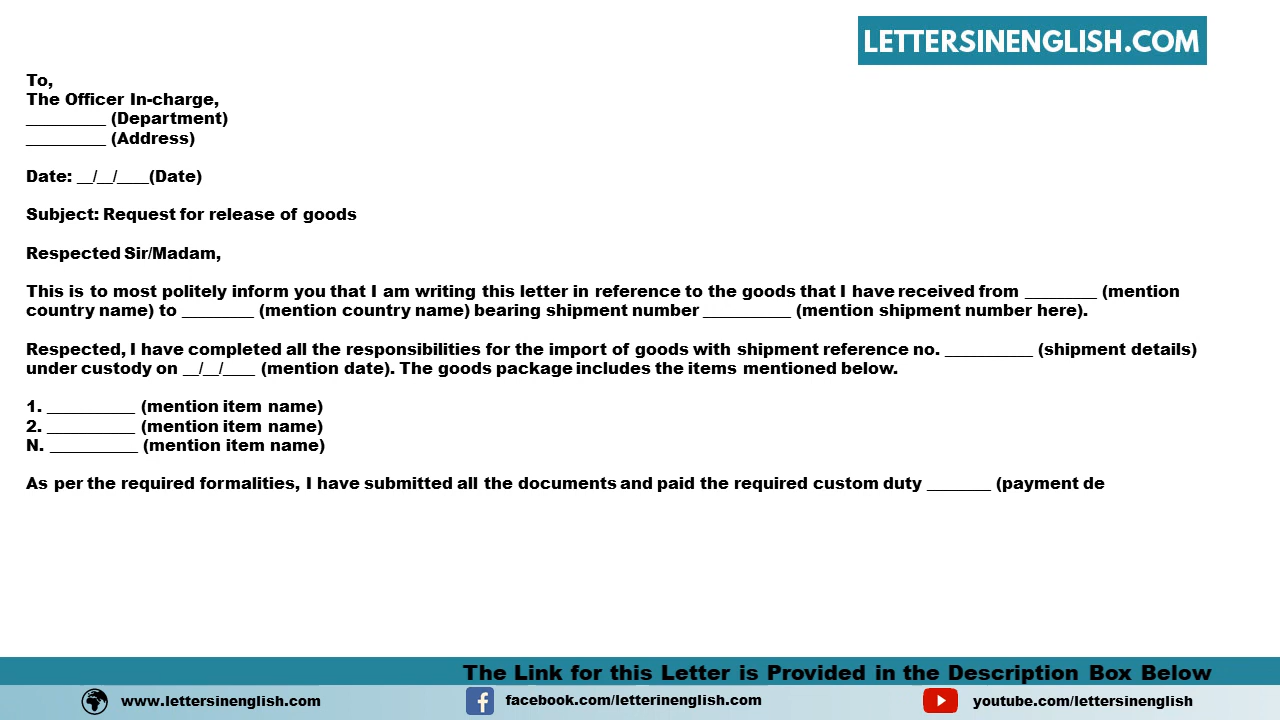 LETTERSINENGLISH.COM
To,
The Officer In-charge,
__________ (Department)
__________ (Address)
Date: __/__/____(Date)
Subject: Request for release of goods
Respected Sir/Madam,
This is to most politely inform you that I am writing this letter in reference to the goods that I have received from _________ (mention
country name) to _________ (mention country name) bearing shipment number ___________ (mention shipment number here).
Respected, I have completed all the responsibilities for the import of goods with shipment reference no. ___________ (shipment details)
under custody on __/__/____ (mention date). The goods package includes the items mentioned below.
1. ___________ (mention item name)
2. ___________ (mention item name)
N. ___________ (mention item name)
As per the required formalities, I have submitted all the documents and paid the required custom duty ________ (payment de
The Link for this Letter is Provided in the Description Box Below
www.lettersinenglish.com
facebook.com/letterinenglish.com
youtube.com/lettersinenglish